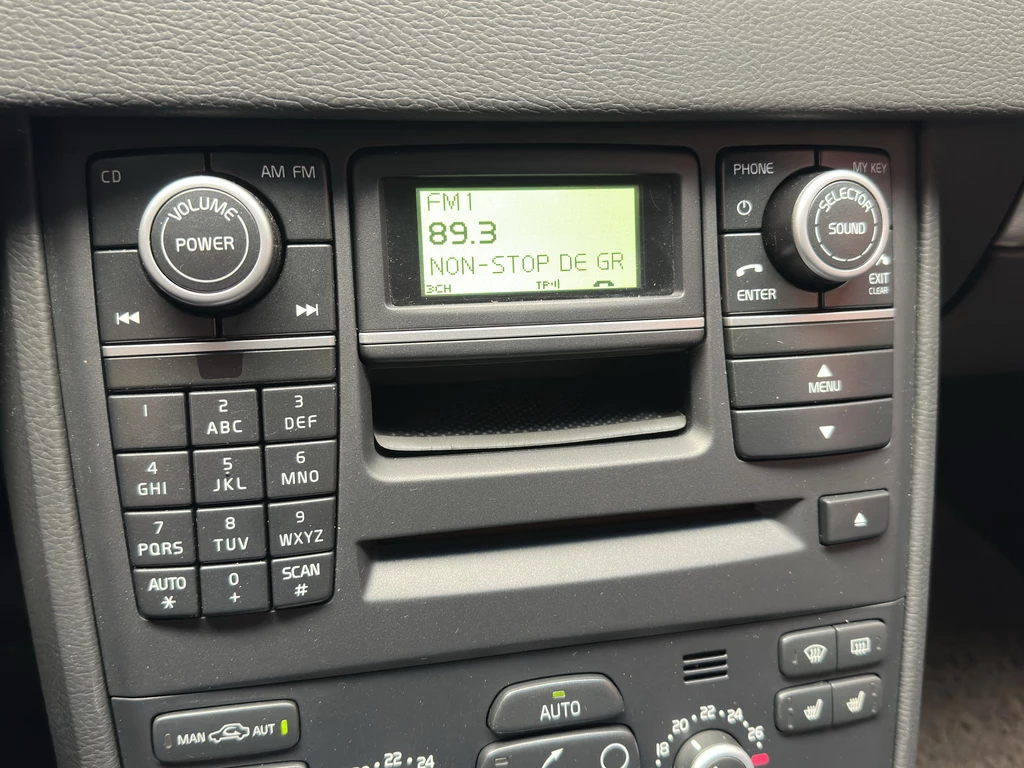 CD
AM FM
VOLUME
POWER
FM1
89.3
NON-STOP DE GR
3CH
TP
PHONE
MY KEY
SELECTOR
SOUND
ENTER
EXIT
CLEAR
MENU
1
2
ABC
3
DEF
4
GHI
5
JKL
6
MNO
7
PQRS
8
TUV
9
WXYZ
AUTO
*
0
+
SCAN
#
MAN
AUT
AUTO
22
24
18
20
22
24
26